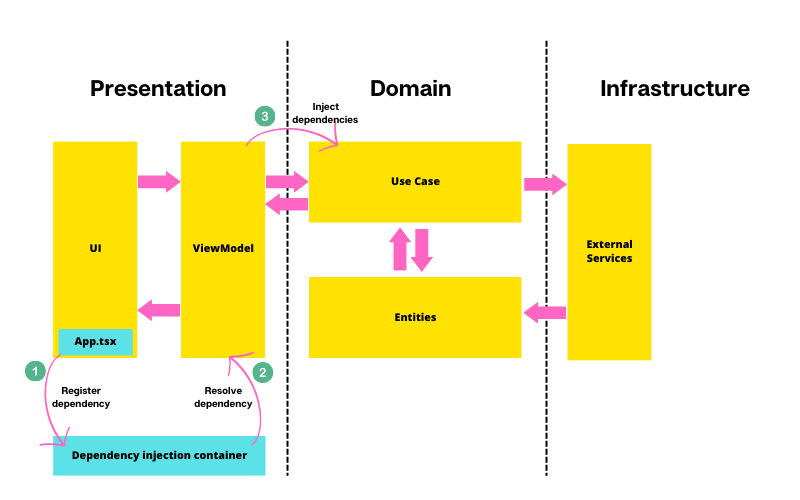 Presentation
Domain
Infrastructure
3
Inject
dependencies
UI
ViewModel
Use Case
External
Services
Entities
App.tsx
1
2
Register
dependency
Resolve
dependency
Dependency injection container